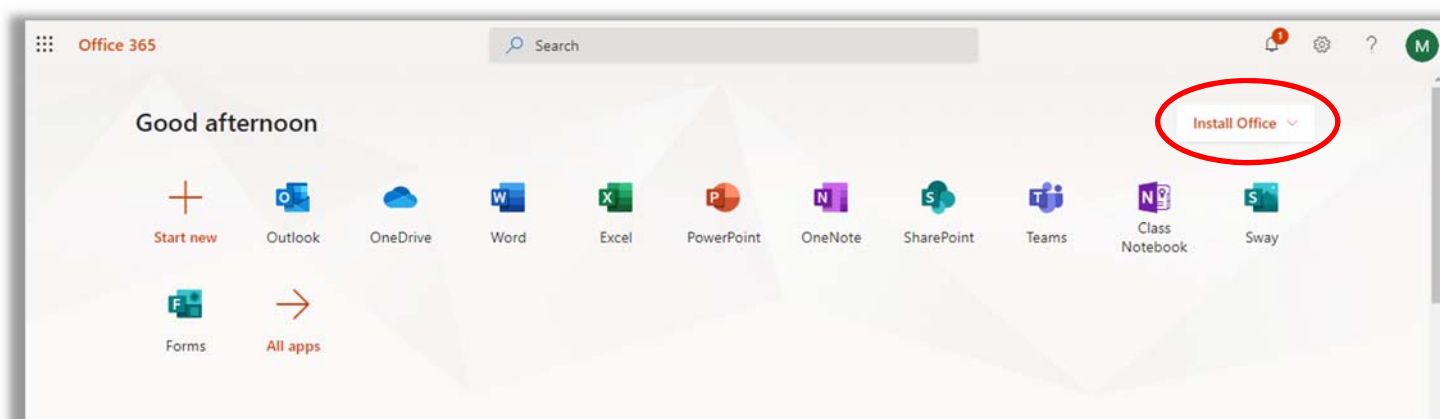 Office 365
Search
1
M
Good afternoon
Install Office
Start new
Outlook
OneDrive
Word
Excel
PowerPoint
OneNote
SharePoint
Teams
Class
Notebook
Sway
Forms
All apps